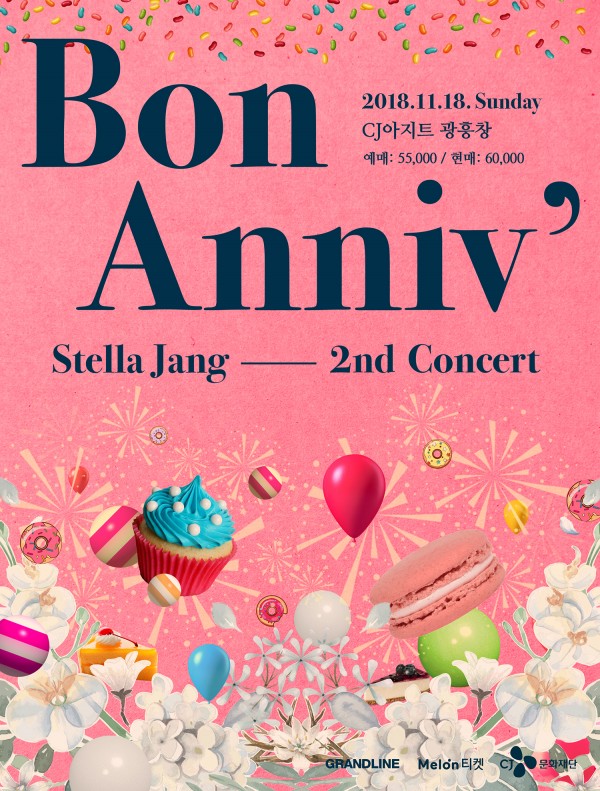 Bon
2018.11.18. Sunday
CJ아지트 광흥창
예매: 55,000 / 현매: 60,000
Anniv’
Stella Jang — 2nd Concert
GRANDLINE Melon티켓 CJ 문화재단